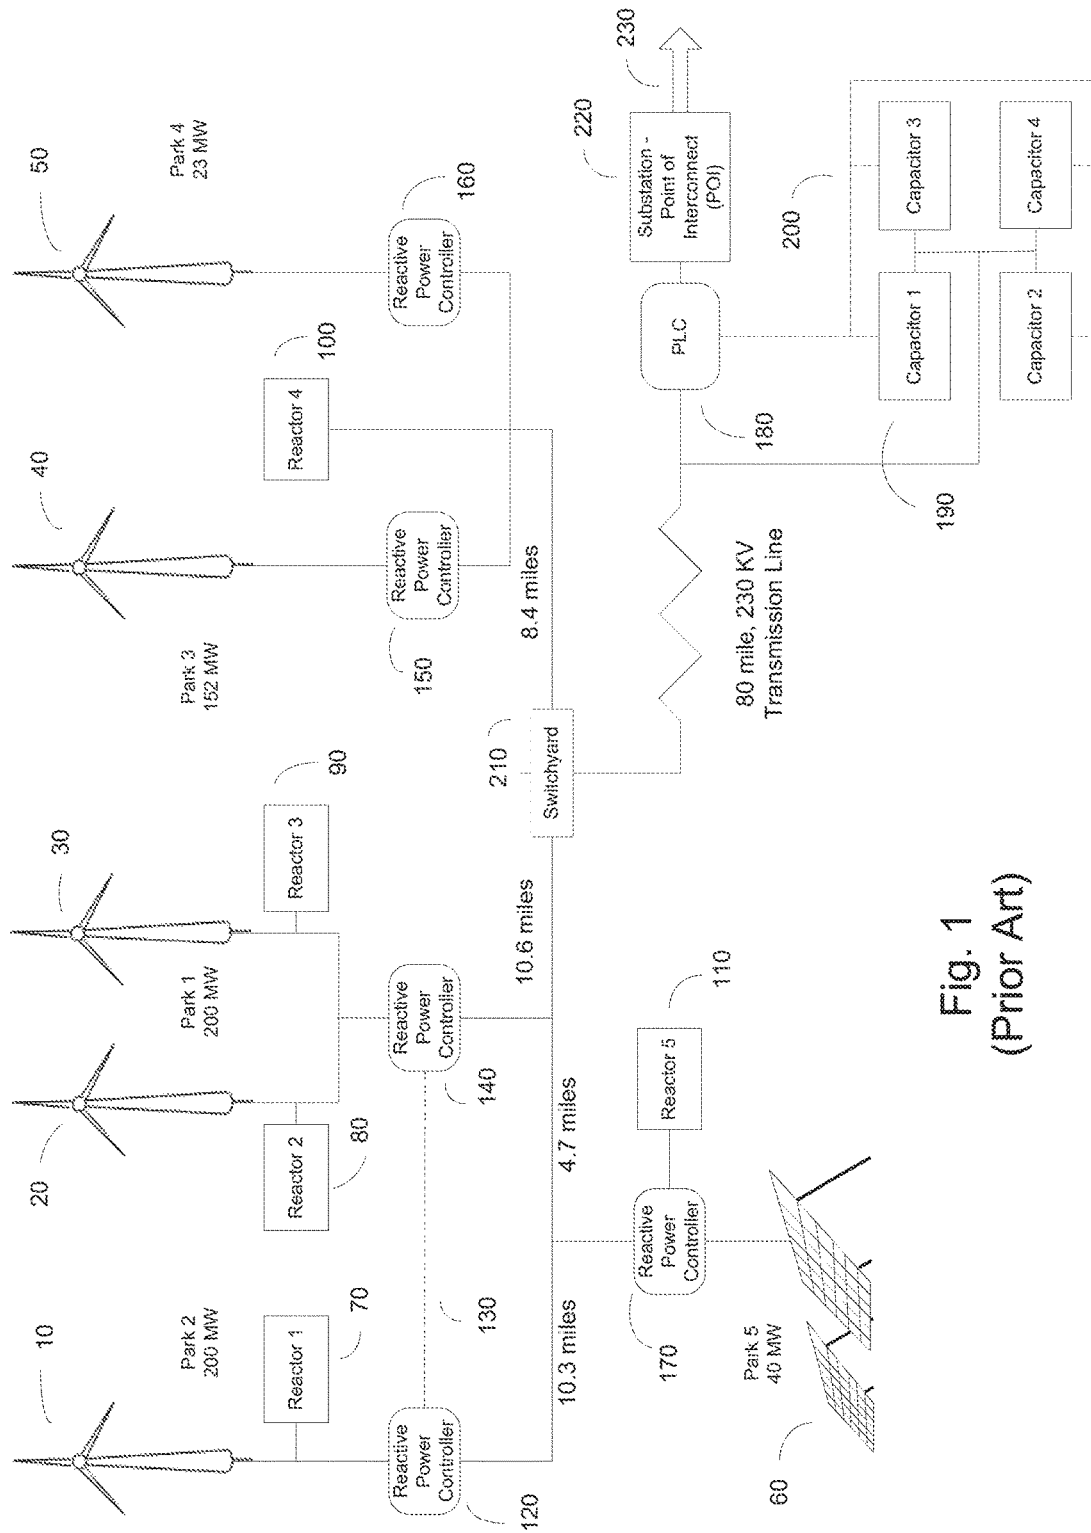 10
Park 2
200 MW
Reactor 1
70
Reactive
Power
Controller
120
130
10.3 miles
20
Reactor 2
80
Park 1
200 MW
30
Reactor 3
90
Reactive
Power
Controller
140
4.7 miles
10.6 miles
Park 3
152 MW
40
Reactive
Power
Controller
150
Reactor 4
100
50
Park 4
23 MW
Reactive
Power
Controller
160
8.4 miles
210
Switchyard
60
Park 5
40 MW
Reactive
Power
Controller
170
Reactor 5
110
80 mile, 230 KV
Transmission Line
PLC
180
Substation -
Point of
Interconnect
(POI)
220
230
190
200
Capacitor 1
Capacitor 3
Capacitor 2
Capacitor 4
Fig. 1
(Prior Art)